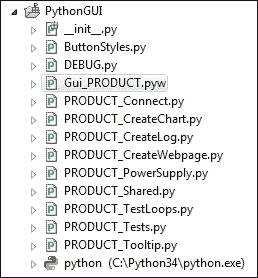 PythonGUI
__init__.py
ButtonStyles.py
DEBUG.py
Gui_PRODUCT.pyw
PRODUCT_Connect.py
PRODUCT_CreateChart.py
PRODUCT_CreateLog.py
PRODUCT_CreateWebpage.py
PRODUCT_PowerSupply.py
PRODUCT_Shared.py
PRODUCT_TestLoops.py
PRODUCT_Tests.py
PRODUCT_Tooltip.py
python (C:\Python34\python.exe)